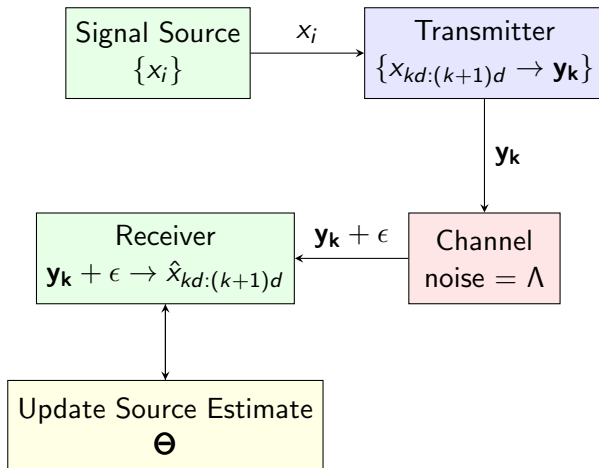 Signal Source
{x_i}
x_i
Transmitter
{x_{kd:(k+1)d} → y_k}
y_k
Receiver
y_k + ϵ → x̂_{kd:(k+1)d}
y_k + ϵ
Channel
noise = Λ
Update Source Estimate
Θ